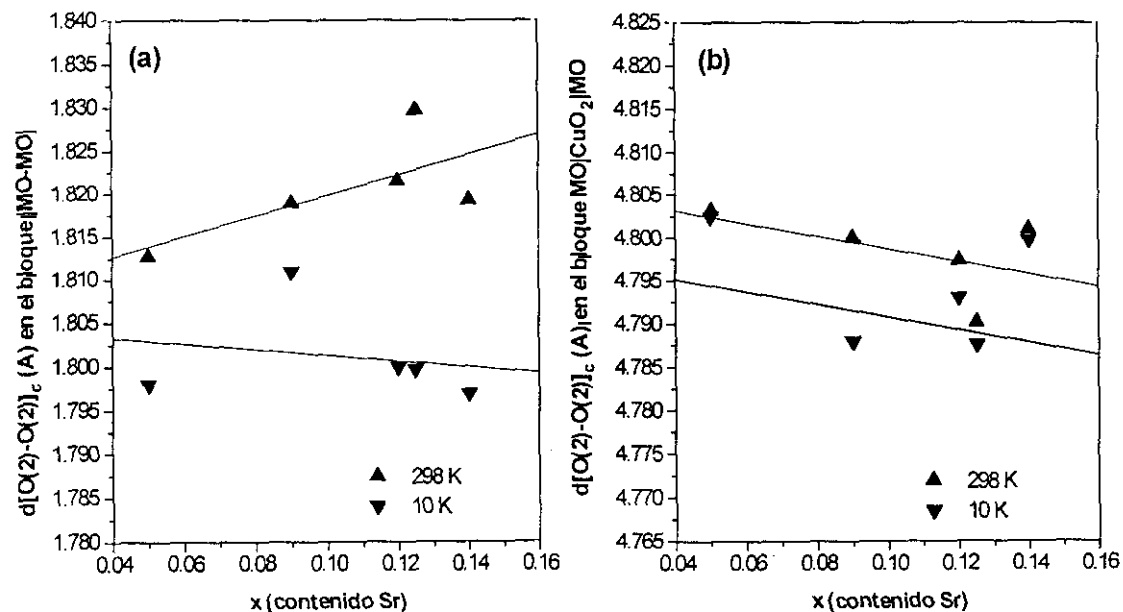 (a)
d[O(2)-O(2)]c (A) en el bloque|MO-MO|
1.840
1.835
1.830
1.825
1.820
1.815
1.810
1.805
1.800
1.795
1.790
1.785
1.780
298 K
10 K
0.04 0.06 0.08 0.10 0.12 0.14 0.16
x (contenido Sr)
(b)
d[O(2)-O(2)]c (A) en el bloque MO|CuO2|MO
4.825
4.820
4.815
4.810
4.805
4.800
4.795
4.790
4.785
4.780
4.775
4.770
4.765
298 K
10 K
0.04 0.06 0.08 0.10 0.12 0.14 0.16
x (contenido Sr)